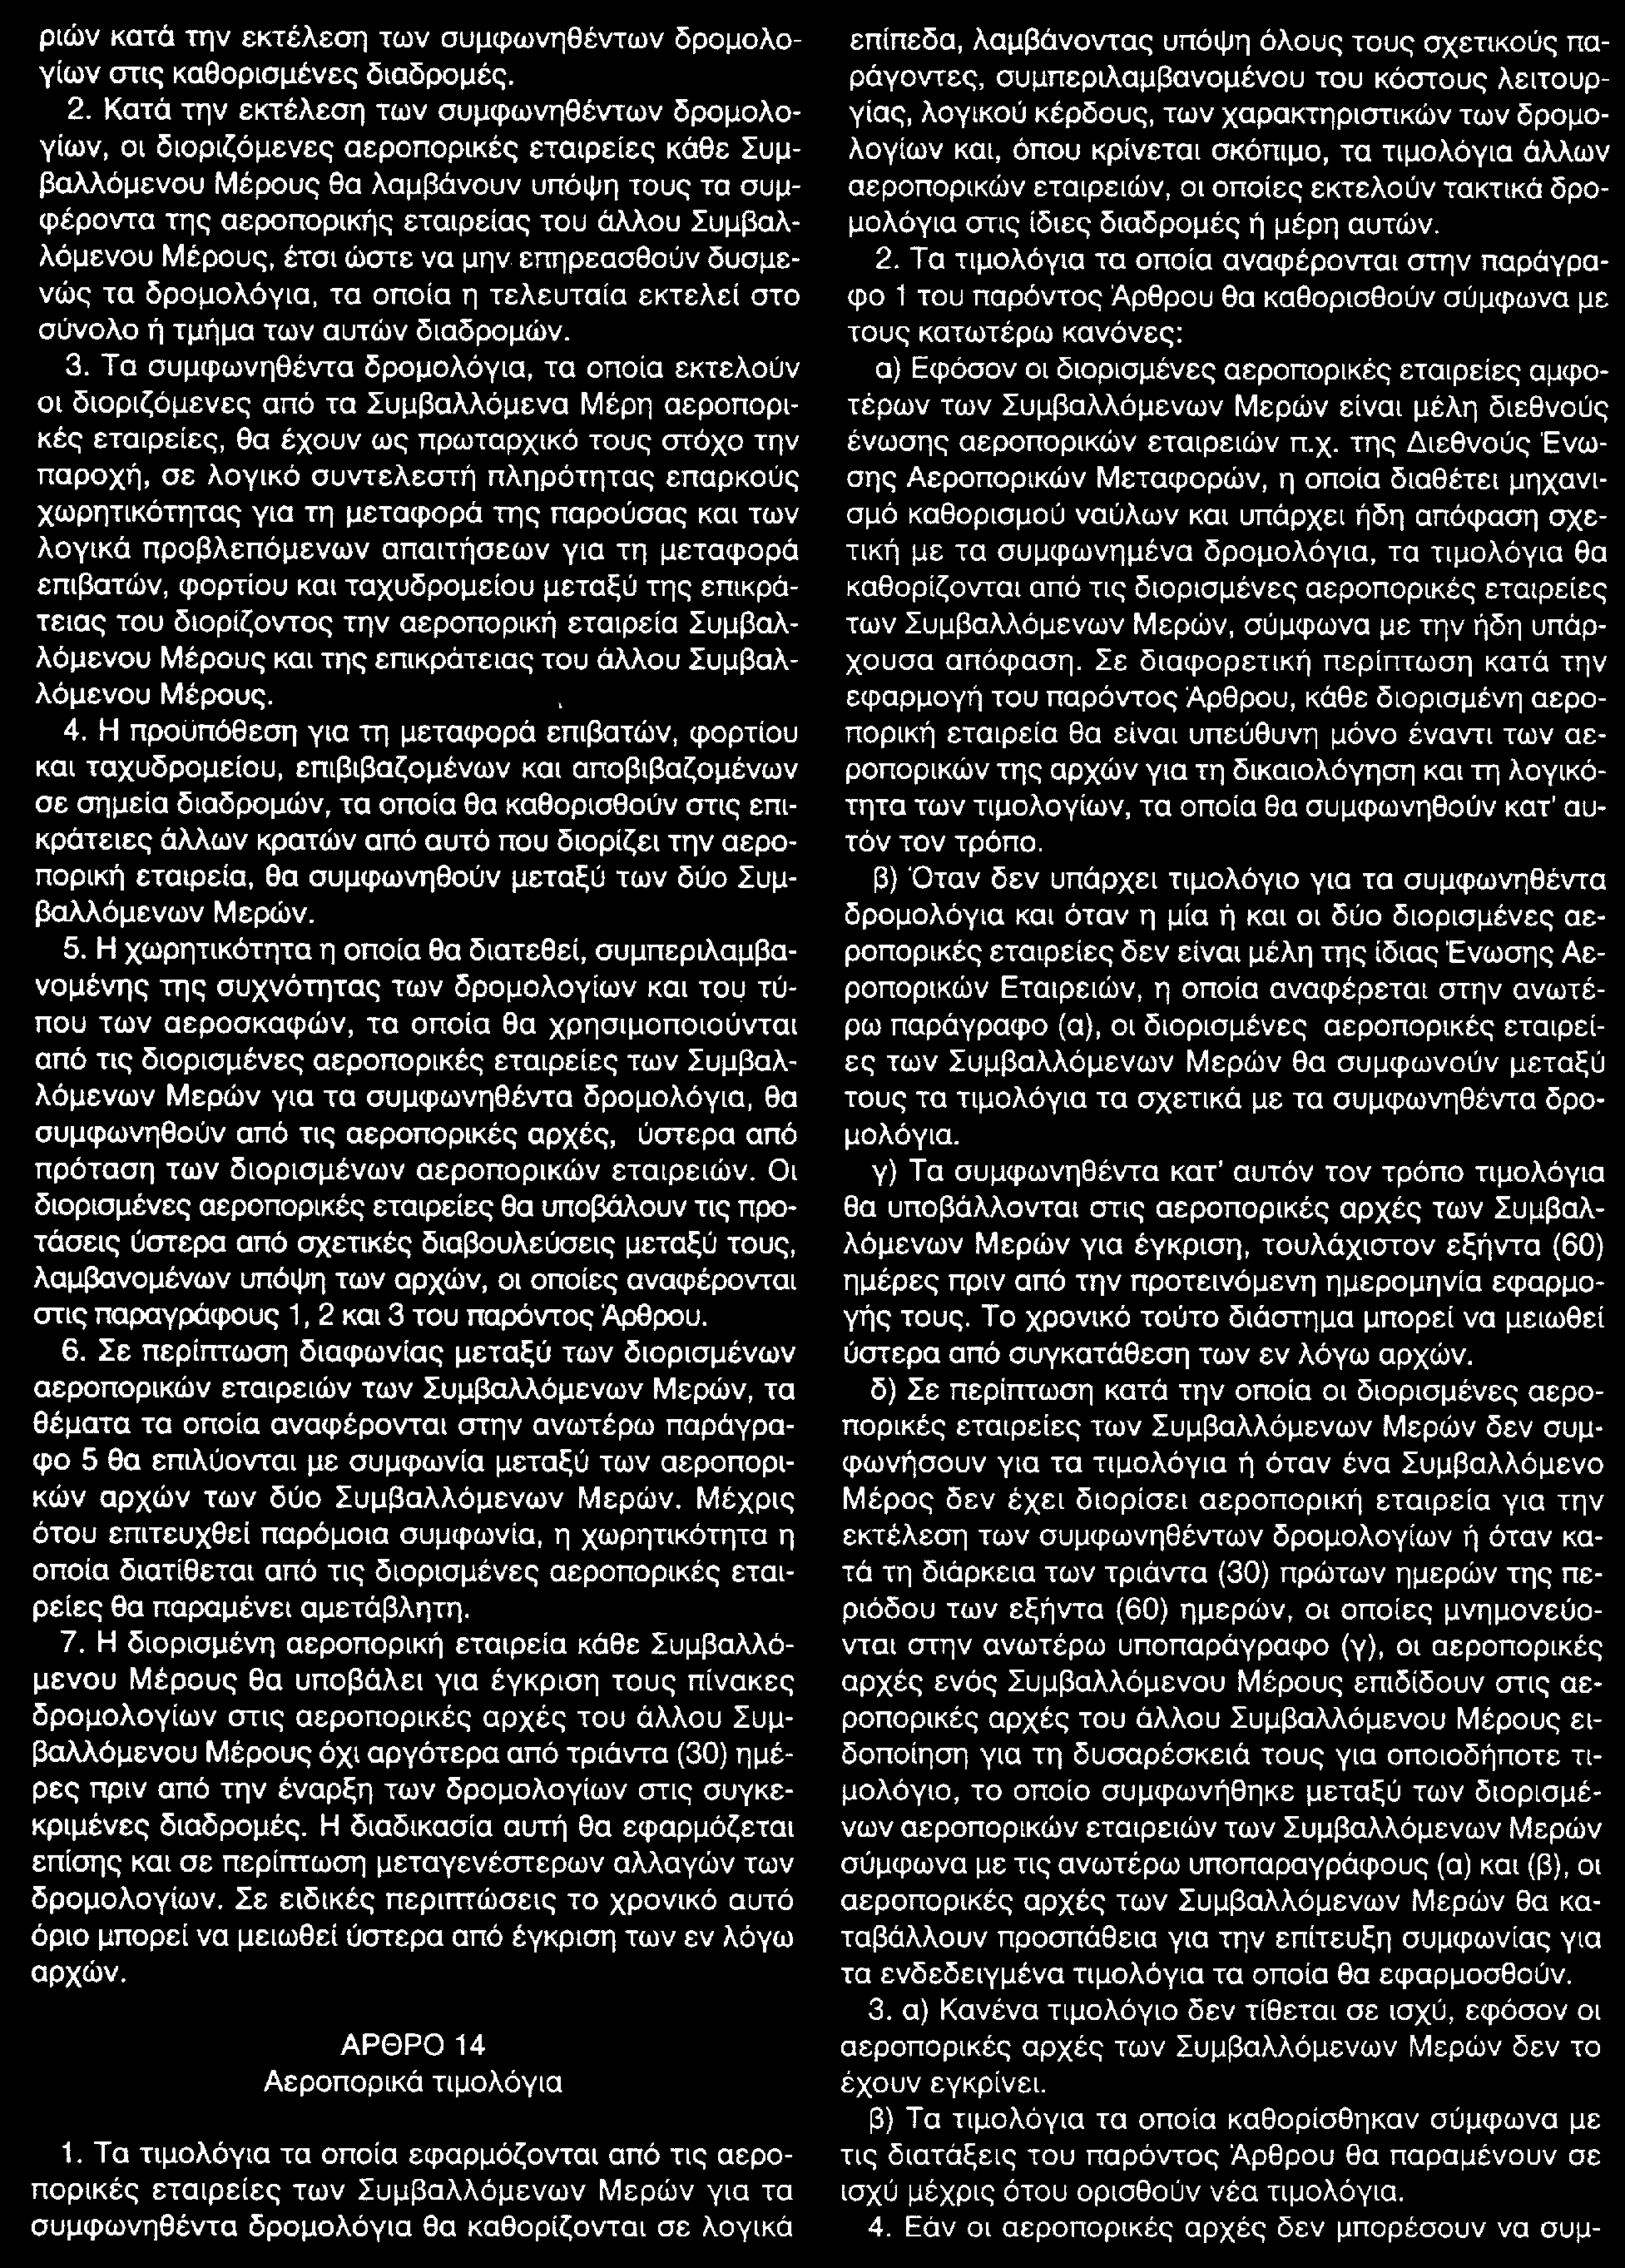 ριών κατά την εκτέλεση των συμφωνηθέντων δρομολο-
γίων στις καθορισμένες διαδρομές.
2. Κατά την εκτέλεση των συμφωνηθέντων δρομολο-
γίων, οι διοριζόμενες αεροπορικές εταιρείες κάθε Συμ-
βαλλόμενου Μέρους θα λαμβάνουν υπόψη τους τα συμ-
φέροντα της αεροπορικής εταιρείας του άλλου Συμβαλ-
λόμενου Μέρους, έτσι ώστε να μην επηρεασθούν δυσμε-
νώς τα δρομολόγια, τα οποία η τελευταία εκτελεί στο
σύνολο ή τμήμα των αυτών διαδρομών.
3. Τα συμφωνηθέντα δρομολόγια, τα οποία εκτελούν
οι διοριζόμενες από τα Συμβαλλόμενα Μέρη αεροπορι-
κές εταιρείες, θα έχουν ως πρωταρχικό τους στόχο την
παροχή, σε λογικό συντελεστή πληρότητας επαρκούς
χωρητικότητας για τη μεταφορά της παρούσας και των
λογικά προβλεπόμενων απαιτήσεων για τη μεταφορά
επιβατών, φορτίου και ταχυδρομείου μεταξύ της επικρά-
τειας του διορίζοντος την αεροπορική εταιρεία Συμβαλ-
λόμενου Μέρους και της επικράτειας του άλλου Συμβαλ-
λόμενου Μέρους.
4. Η προϋπόθεση για τη μεταφορά επιβατών, φορτίου
και ταχυδρομείου, επιβιβαζομένων και αποβιβαζομένων
σε σημεία διαδρομών, τα οποία θα καθορισθούν στις επι-
κράτειες άλλων κρατών από αυτό που διορίζει την αερο-
πορική εταιρεία, θα συμφωνηθούν μεταξύ των δύο Συμ-
βαλλόμενων Μερών.
5. Η χωρητικότητα η οποία θα διατεθεί, συμπεριλαμβα-
νομένης της συχνότητας των δρομολογίων και του τύ-
που των αεροσκαφών, τα οποία θα χρησιμοποιούνται
από τις διορισμένες αεροπορικές εταιρείες των Συμβαλ-
λόμενων Μερών για τα συμφωνηθέντα δρομολόγια, θα
συμφωνηθούν από τις αεροπορικές αρχές, ύστερα από
πρόταση των διορισμένων αεροπορικών εταιρειών. Οι
διορισμένες αεροπορικές εταιρείες θα υποβάλουν τις προ-
τάσεις ύστερα από σχετικές διαβουλεύσεις μεταξύ τους,
λαμβανομένων υπόψη των αρχών, οι οποίες αναφέρονται
στις παραγράφους 1, 2 και 3 του παρόντος Άρθρου.
6. Σε περίπτωση διαφωνίας μεταξύ των διορισμένων
αεροπορικών εταιρειών των Συμβαλλόμενων Μερών, τα
θέματα τα οποία αναφέρονται στην ανωτέρω παράγρα-
φο 5 θα επιλύονται με συμφωνία μεταξύ των αεροπορι-
κών αρχών των δύο Συμβαλλόμενων Μερών. Μέχρις
ότου επιτευχθεί παρόμοια συμφωνία, η χωρητικότητα η
οποία διατίθεται από τις διορισμένες αεροπορικές εται-
ρείες θα παραμένει αμετάβλητη.
7. Η διορισμένη αεροπορική εταιρεία κάθε Συμβαλλό-
μενου Μέρους θα υποβάλει για έγκριση τους πίνακες
δρομολογίων στις αεροπορικές αρχές του άλλου Συμ-
βαλλόμενου Μέρους όχι αργότερα από τριάντα (30) ημέ-
ρες πριν από την έναρξη των δρομολογίων στις συγκε-
κριμένες διαδρομές. Η διαδικασία αυτή θα εφαρμόζεται
επίσης και σε περίπτωση μεταγενέστερων αλλαγών των
δρομολογίων. Σε ειδικές περιπτώσεις το χρονικό αυτό
όριο μπορεί να μειωθεί ύστερα από έγκριση των εν λόγω
αρχών.
ΑΡΘΡΟ 14
Αεροπορικά τιμολόγια
1. Τα τιμολόγια τα οποία εφαρμόζονται από τις αερο-
πορικές εταιρείες των Συμβαλλόμενων Μερών για τα
συμφωνηθέντα δρομολόγια θα καθορίζονται σε λογικά
επίπεδα, λαμβάνοντας υπόψη όλους τους σχετικούς πα-
ράγοντες, συμπεριλαμβανομένου του κόστους λειτουρ-
γίας, λογικού κέρδους, των χαρακτηριστικών των δρομο-
λογίων και, όπου κρίνεται σκόπιμο, τα τιμολόγια άλλων
αεροπορικών εταιρειών, οι οποίες εκτελούν τακτικά δρο-
μολόγια στις ίδιες διαδρομές ή μέρη αυτών.
2. Τα τιμολόγια τα οποία αναφέρονται στην παράγρα-
φο 1 του παρόντος Άρθρου θα καθορισθούν σύμφωνα με
τους κατωτέρω κανόνες:
α) Εφόσον οι διορισμένες αεροπορικές εταιρείες αμφο-
τέρων των Συμβαλλόμενων Μερών είναι μέλη διεθνούς
ένωσης αεροπορικών εταιρειών π.χ. της Διεθνούς Ένω-
σης Αεροπορικών Μεταφορών, η οποία διαθέτει μηχανι-
σμό καθορισμού ναύλων και υπάρχει ήδη απόφαση σχε-
τική με τα συμφωνημένα δρομολόγια, τα τιμολόγια θα
καθορίζονται από τις διορισμένες αεροπορικές εταιρείες
των Συμβαλλόμενων Μερών, σύμφωνα με την ήδη υπάρ-
χουσα απόφαση. Σε διαφορετική περίπτωση κατά την
εφαρμογή του παρόντος Άρθρου, κάθε διορισμένη αερο-
πορική εταιρεία θα είναι υπεύθυνη μόνο έναντι των αε-
ροπορικών της αρχών για τη δικαιολόγηση και τη λογικό-
τητα των τιμολογίων, τα οποία θα συμφωνηθούν κατ' αυ-
τόν τον τρόπο.
β) Όταν δεν υπάρχει τιμολόγιο για τα συμφωνηθέντα
δρομολόγια και όταν η μία ή και οι δύο διορισμένες αε-
ροπορικές εταιρείες δεν είναι μέλη της ίδιας Ένωσης Αε-
ροπορικών Εταιρειών, η οποία αναφέρεται στην ανωτέ-
ρω παράγραφο (α), οι διορισμένες αεροπορικές εταιρεί-
ες των Συμβαλλόμενων Μερών θα συμφωνούν μεταξύ
τους τα τιμολόγια τα σχετικά με τα συμφωνηθέντα δρο-
μολόγια.
γ) Τα συμφωνηθέντα κατ' αυτόν τον τρόπο τιμολόγια
θα υποβάλλονται στις αεροπορικές αρχές των Συμβαλ-
λόμενων Μερών για έγκριση, τουλάχιστον εξήντα (60)
ημέρες πριν από την προτεινόμενη ημερομηνία εφαρμο-
γής τους. Το χρονικό τούτο διάστημα μπορεί να μειωθεί
ύστερα από συγκατάθεση των εν λόγω αρχών.
δ) Σε περίπτωση κατά την οποία οι διορισμένες αερο-
πορικές εταιρείες των Συμβαλλόμενων Μερών δεν συμ-
φωνήσουν για τα τιμολόγια ή όταν ένα Συμβαλλόμενο
Μέρος δεν έχει διορίσει αεροπορική εταιρεία για την
εκτέλεση των συμφωνηθέντων δρομολογίων ή όταν κα-
τά τη διάρκεια των τριάντα (30) πρώτων ημερών της πε-
ριόδου των εξήντα (60) ημερών, οι οποίες μνημονεύο-
νται στην ανωτέρω υποπαράγραφο (γ), οι αεροπορικές
αρχές ενός Συμβαλλόμενου Μέρους επιδίδουν στις αε-
ροπορικές αρχές του άλλου Συμβαλλόμενου Μέρους ει-
δοποίηση για τη δυσαρέσκειά τους για οποιοδήποτε τι-
μολόγιο, το οποίο συμφωνήθηκε μεταξύ των διορισμέ-
νων αεροπορικών εταιρειών των Συμβαλλόμενων Μερών
σύμφωνα με τις ανωτέρω υποπαραγράφους (α) και (β), οι
αεροπορικές αρχές των Συμβαλλόμενων Μερών θα κα-
ταβάλλουν προσπάθεια για την επίτευξη συμφωνίας για
τα ενδεδειγμένα τιμολόγια τα οποία θα εφαρμοσθούν.
3. α) Κανένα τιμολόγιο δεν τίθεται σε ισχύ, εφόσον οι
αεροπορικές αρχές των Συμβαλλόμενων Μερών δεν το
έχουν εγκρίνει.
β) Τα τιμολόγια τα οποία καθορίσθηκαν σύμφωνα με
τις διατάξεις του παρόντος Άρθρου θα παραμένουν σε
ισχύ μέχρις ότου ορισθούν νέα τιμολόγια.
4. Εάν οι αεροπορικές αρχές δεν μπορέσουν να συμ-